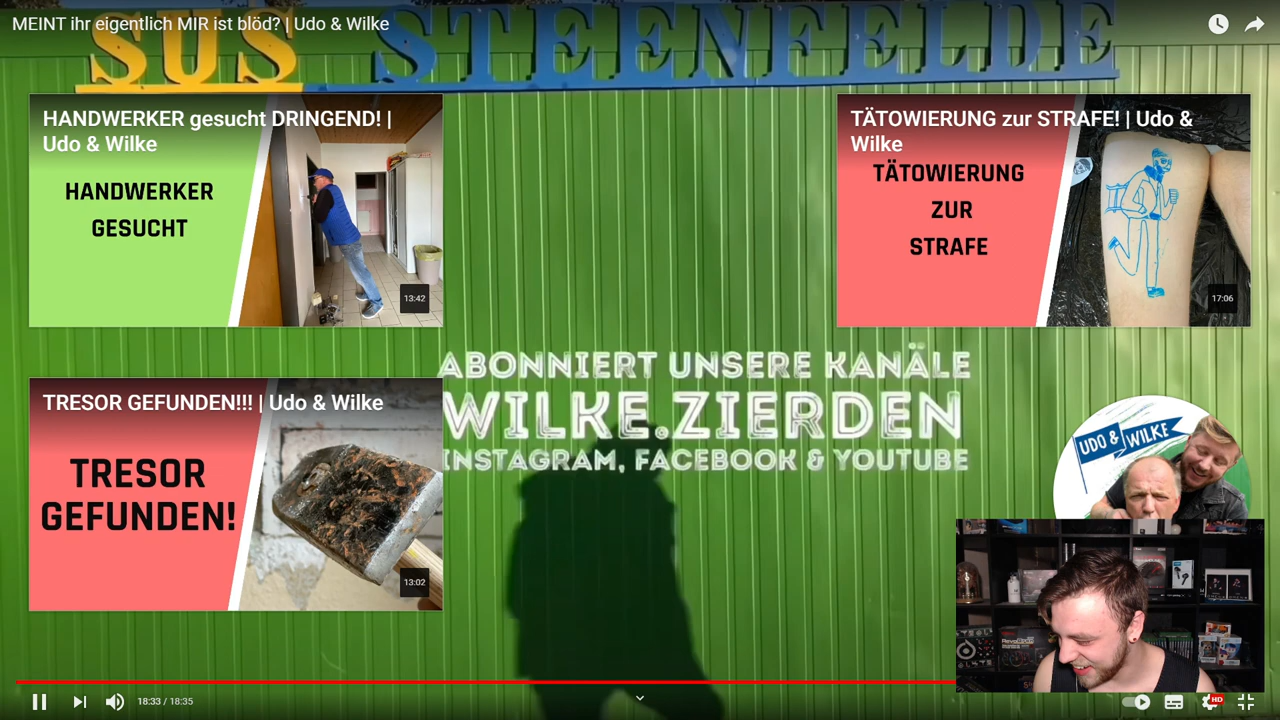 MEINT ihr eigentlich MIR ist blöd? | Udo & Wilke
SUS STEENFELDE
HANDWERKER gesucht DRINGEND! |
Udo & Wilke
HANDWERKER
GESUCHT
13:42
TÄTOWIERUNG zur STRAFE! | Udo &
Wilke
TÄTOWIERUNG
ZUR
STRAFE
17:06
ABONNIERT UNSERE KANÄLE
WILKE.ZIERDEN
INSTAGRAM, FACEBOOK & YOUTUBE
TRESOR GEFUNDEN!!! | Udo & Wilke
TRESOR
GEFUNDEN!
13:02
UDO & WILKE
18:33 / 18:35
HD